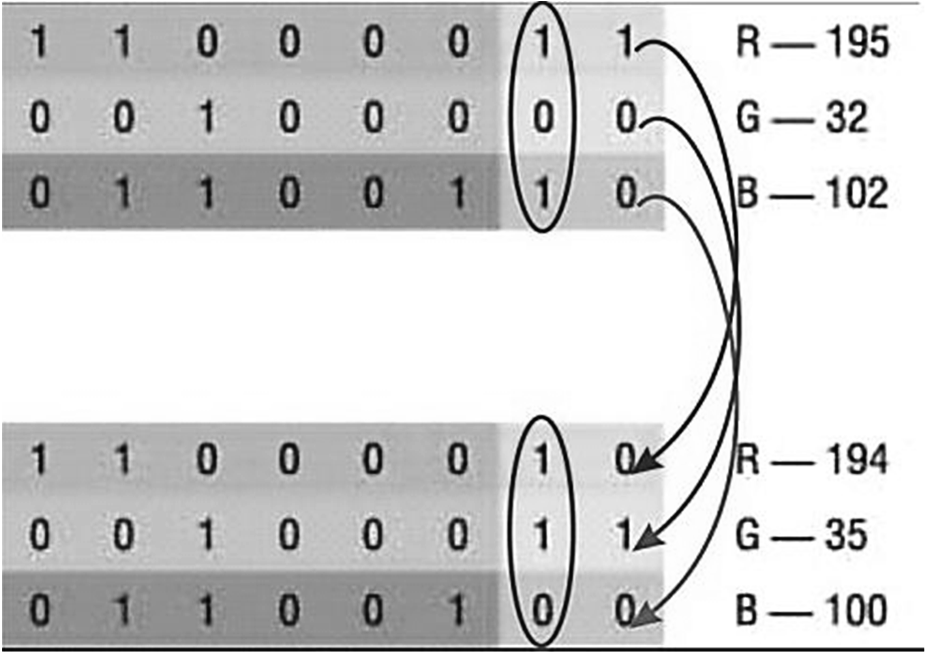 1 1 0 0 0 0 1 1 R — 195
0 0 1 0 0 0 0 0 G — 32
0 1 1 0 0 1 1 0 B — 102
1 1 0 0 0 0 1 0 R — 194
0 0 1 0 0 0 1 1 G — 35
0 1 1 0 0 1 0 0 B — 100